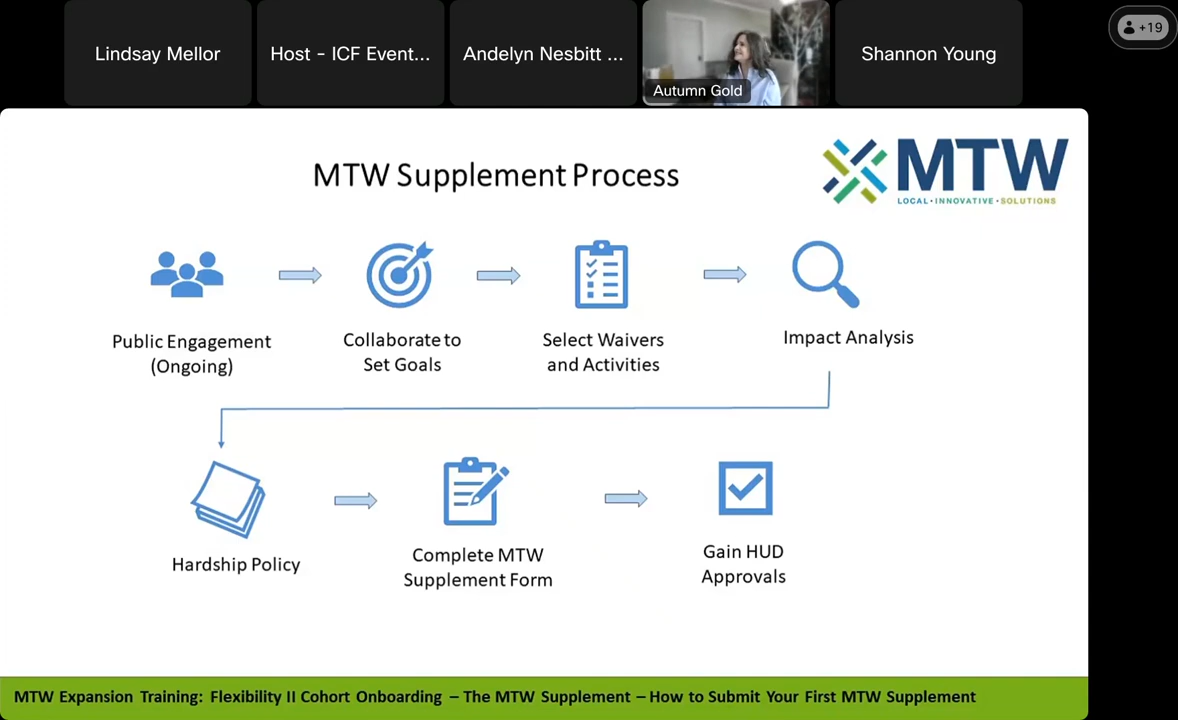 Lindsay Mellor
Host - ICF Event...
Andelyn Nesbitt ...
Autumn Gold
Shannon Young
+19
MTW Supplement Process
MTW
LOCAL • INNOVATIVE • SOLUTIONS
Public Engagement
(Ongoing)
Collaborate to
Set Goals
Select Waivers
and Activities
Impact Analysis
Hardship Policy
Complete MTW
Supplement Form
Gain HUD
Approvals
MTW Expansion Training: Flexibility II Cohort Onboarding – The MTW Supplement – How to Submit Your First MTW Supplement